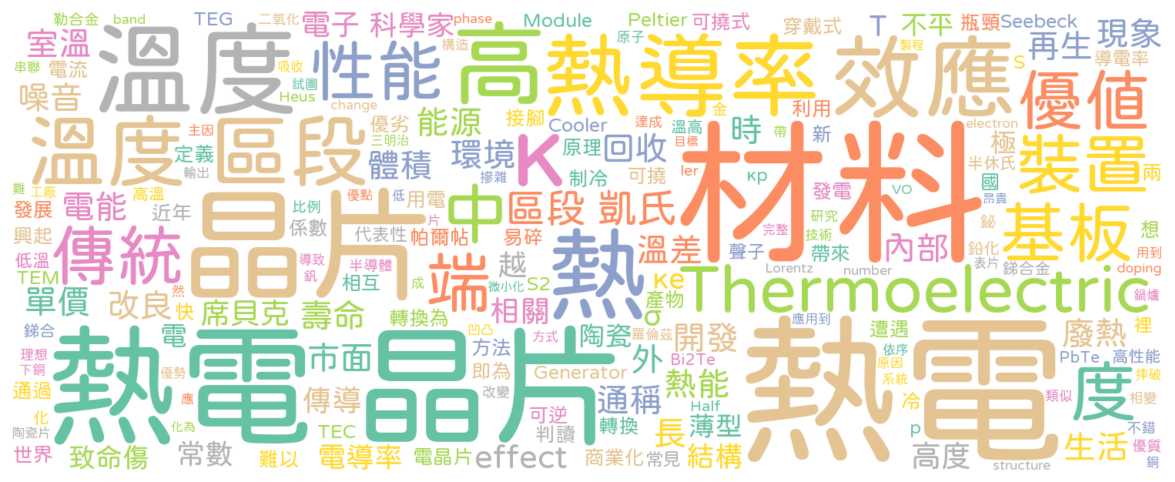 勒合金 band TEG 二氧化 電子 科學家 phase Module Peltier 可撓式 穿戴式 T 不平 瓶頸 Seebeck 現象
室溫 溫度 性能 構造 高 原子 熱導率 效應 製程 再生 導電率
串聯 電流 吸收 試圖 Heus S
噪音 change 接腳 達成 金 利用 優值
溫度 區段 主因 優劣 能源 Cooler 溫高 時 新 極 electron
定義 三明治 體積 環境 K 原理 回收 目標 帶 半休氏 裝置
輸出 摻雜 制冷 可撓 材料 ler κp 發電 VO 國 昂貴 兩
難 工廠 高溫 晶片 優點 低 用電 中 區段 凱氏 研究 鉍 基板
發展 電能 近年 比例 係數 片 代表性 易碎 聲子 完整 技術 帶來 內部 鉛化 想
興起 傳統 帕爾帖 熱 溫差 表片 銻合金 用到
低溫 導致 半導體 端 越 κe Lorentz number doping
TEM 釩 相互 成 微小化 S2 產物 Thermoelectric 鍋爐
單價 改良 然 快 席貝克 壽命 轉換為 相關 σ
銻合 熱電晶片 電 凹凸 陶瓷 開發 應用到 熱電 遭遇 廢熱 裡
理想 下銅 市面 方式 方法 外 羅倫茲 依序 PbTe 高性能
通過 優勢 即為 Generator Bi2Te 原因 摔破
化 應 傳導 改變 熱能 系統 類似 度 相變
陶瓷片 化為 TEC 可逆 通稱 Half 冷 不錯
世界 致命傷 常數 難以 電導率 電晶片 effect 判讀 轉換 商業化 常見 長 薄型 結構 p 高度 structure 生活 優質 銅